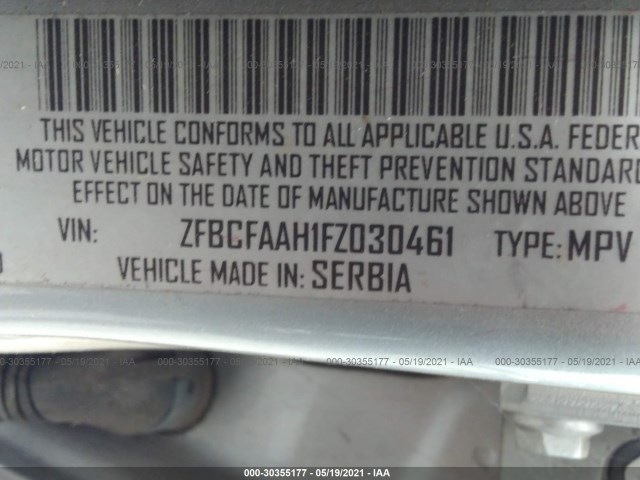 THIS VEHICLE CONFORMS TO ALL APPLICABLE U.S.A. FEDER
MOTOR VEHICLE SAFETY AND THEFT PREVENTION STANDARD
EFFECT ON THE DATE OF MANUFACTURE SHOWN ABOVE
VIN: ZFBCFAAH1FZ030461 TYPE: MPV
VEHICLE MADE IN: SERBIA
000-30355177 - 05/19/2021 - IAA